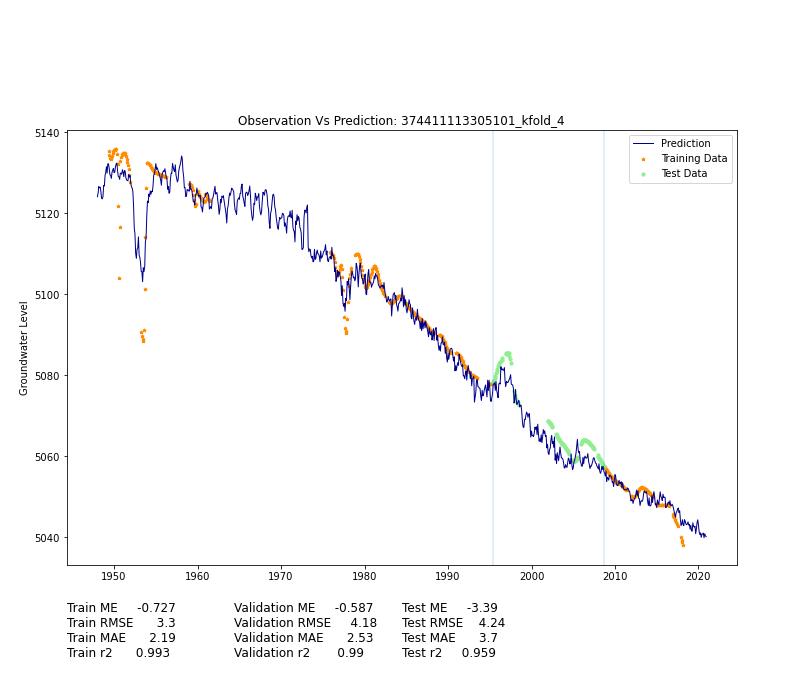 Observation Vs Prediction: 374411113305101_kfold_4
5140
5120
5100
5080
5060
5040
Groundwater Level
Prediction
Training Data
Test Data
1950 1960 1970 1980 1990 2000 2010 2020
Train ME -0.727 Validation ME -0.587 Test ME -3.39
Train RMSE 3.3 Validation RMSE 4.18 Test RMSE 4.24
Train MAE 2.19 Validation MAE 2.53 Test MAE 3.7
Train r2 0.993 Validation r2 0.99 Test r2 0.959